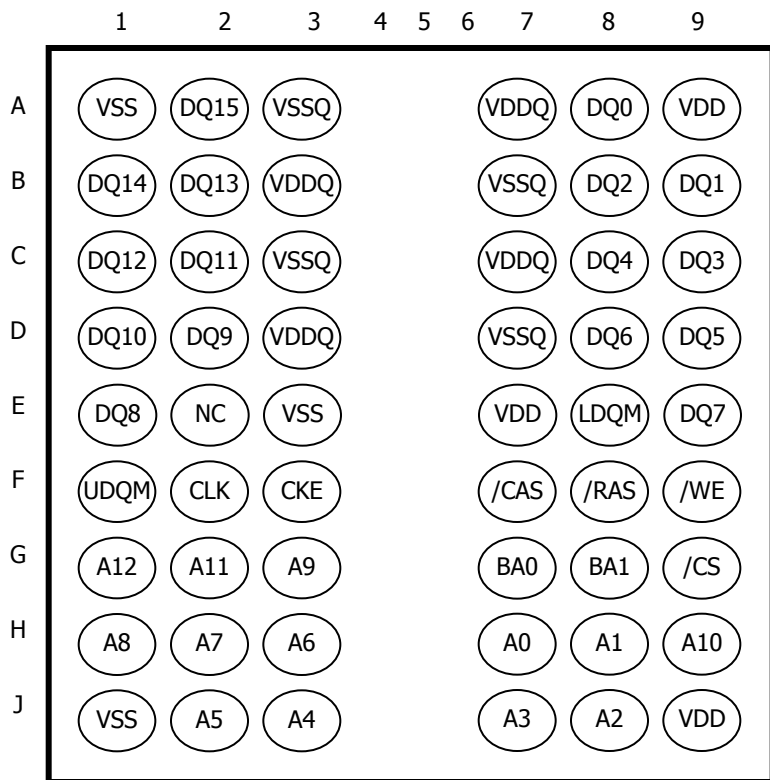 1 2 3 4 5 6 7 8 9
A VSS DQ15 VSSQ VDDQ DQ0 VDD
B DQ14 DQ13 VDDQ VSSQ DQ2 DQ1
C DQ12 DQ11 VSSQ VDDQ DQ4 DQ3
D DQ10 DQ9 VDDQ VSSQ DQ6 DQ5
E DQ8 NC VSS VDD LDQM DQ7
F UDQM CLK CKE /CAS /RAS /WE
G A12 A11 A9 BA0 BA1 /CS
H A8 A7 A6 A0 A1 A10
J VSS A5 A4 A3 A2 VDD